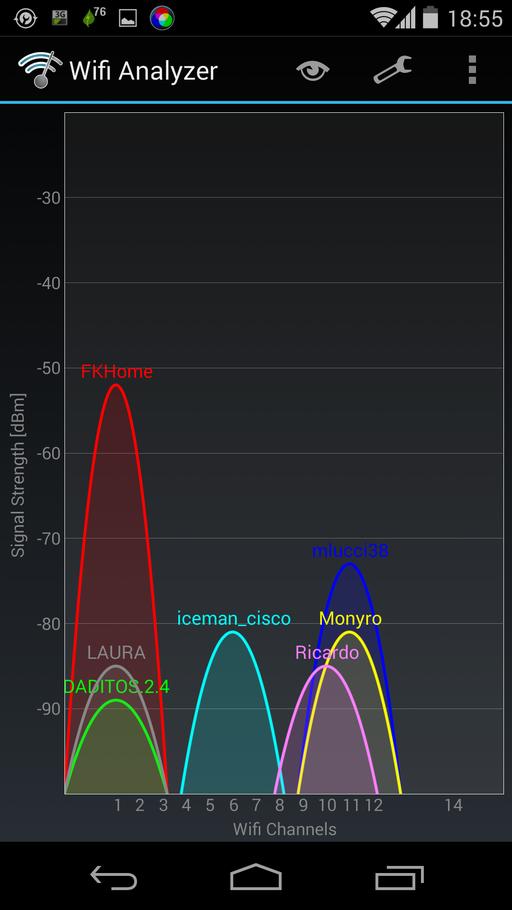 3G 76 18:55
Wifi Analyzer
Signal Strength [dBm]
-30
-40
-50
-60
-70
-80
-90
FKHome
mlucci38
iceman_cisco
Monyro
LAURA
Ricardo
DADITOS.2.4
1 2 3 4 5 6 7 8 9 10 11 12 14
Wifi Channels